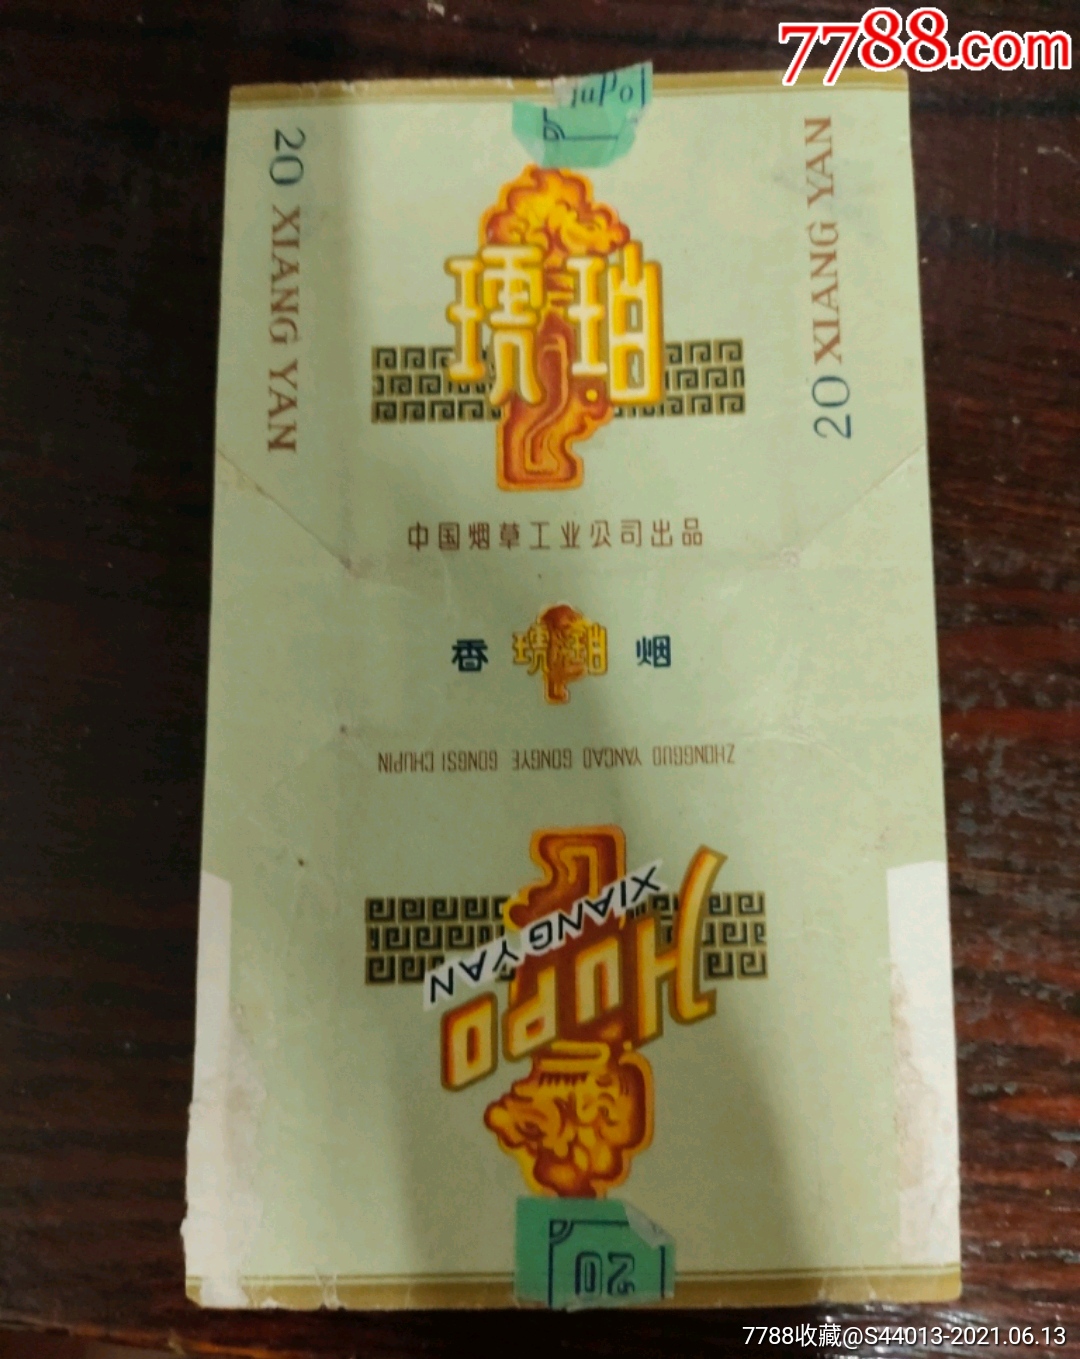 7788.com
20 XIANG YAN
20 XIANG YAN
琥珀
中国烟草工业公司出品
香 琥珀 烟
ZHONGGUO YANCAO GONGYE GONGSI CHUPIN
XIANG YAN
HUPO
20
7788收藏@S44013-2021.06.13